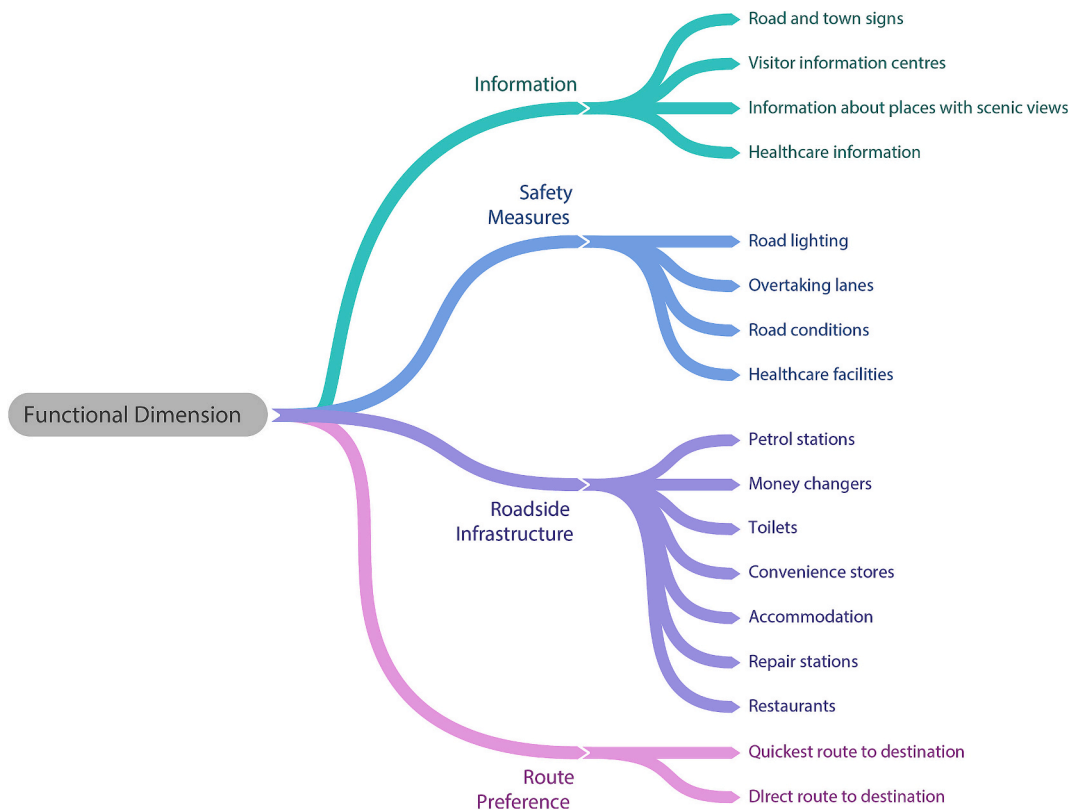 Functional Dimension
Information
Road and town signs
Visitor information centres
Information about places with scenic views
Healthcare information
Safety
Measures
Road lighting
Overtaking lanes
Road conditions
Healthcare facilities
Roadside
Infrastructure
Petrol stations
Money changers
Toilets
Convenience stores
Accommodation
Repair stations
Restaurants
Route
Preference
Quickest route to destination
DIrect route to destination